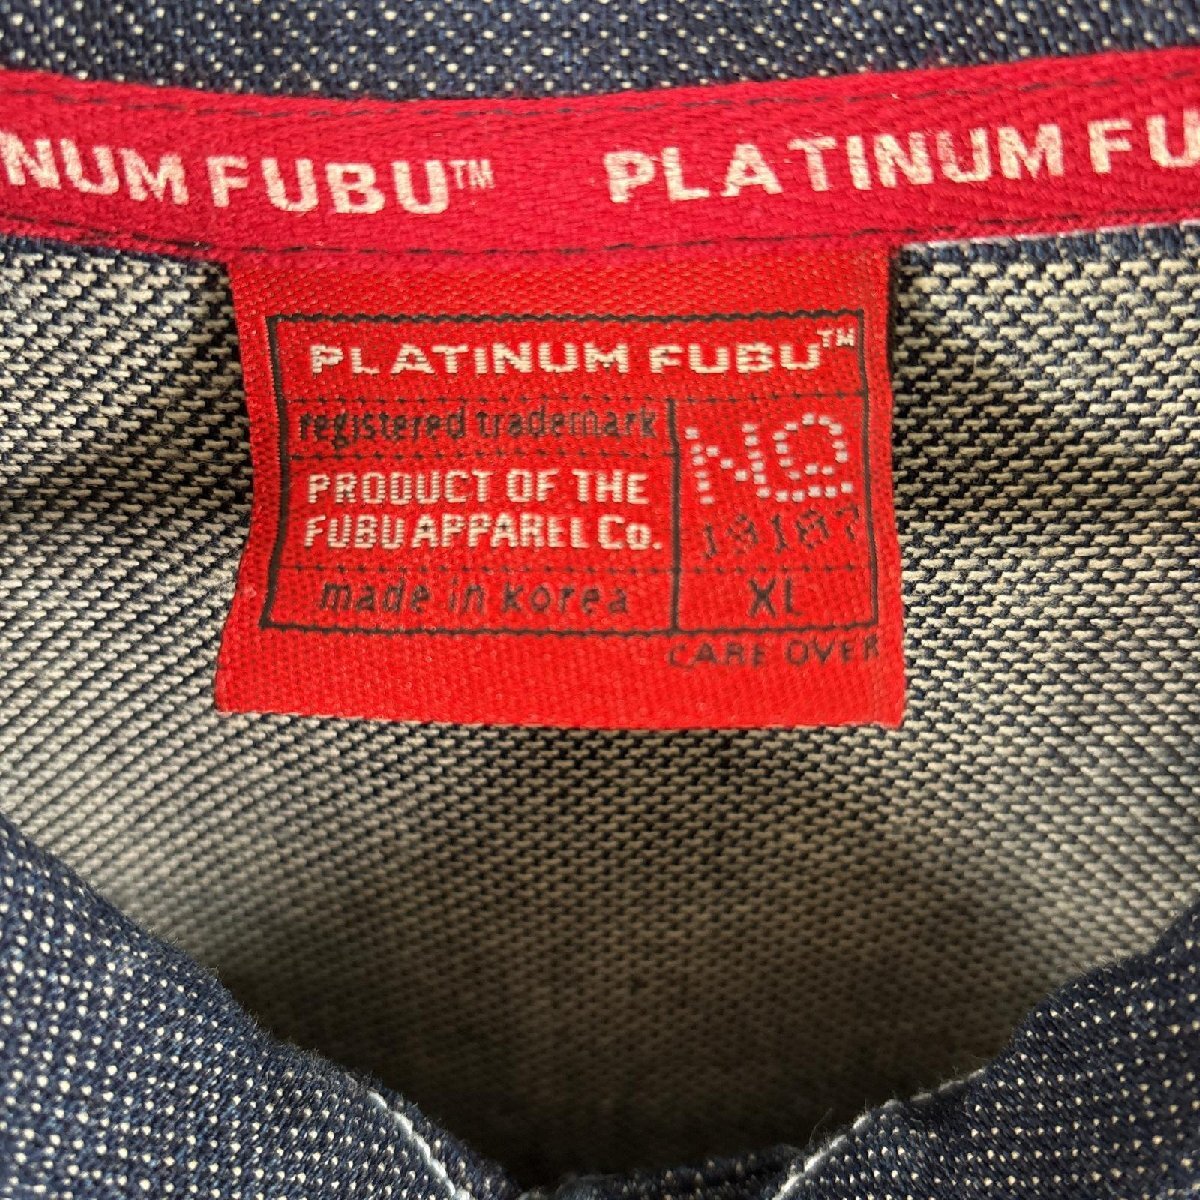 NUM FUBU™ PLATINUM FU
PLATINUM FUBU™
registered trademark
PRODUCT OF THE
FUBU APPAREL Co.
made in korea
NO
19187
XL
CARE OVER